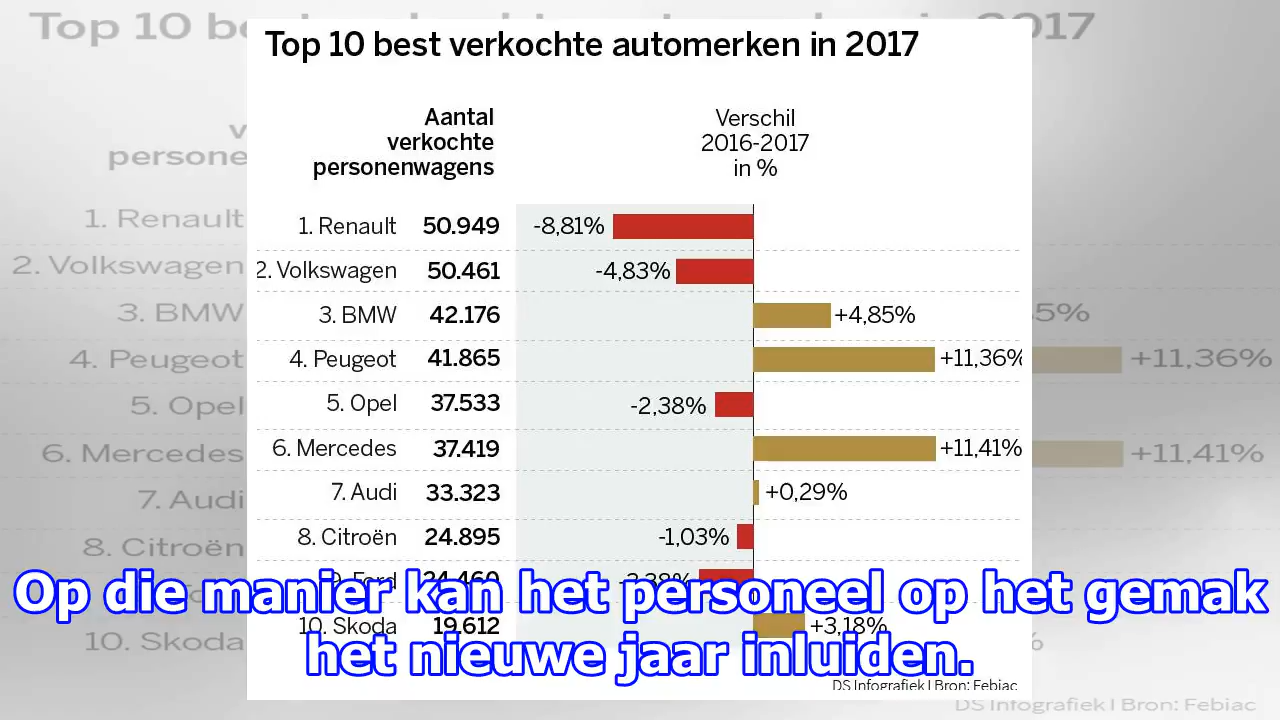 Top 10 best verkochte automerken in 2017
Aantal
verkochte
personenwagens
Verschil
2016-2017
in %
1. Renault 50.949 -8,81%
2. Volkswagen 50.461 -4,83%
3. BMW 42.176 +4,85%
4. Peugeot 41.865 +11,36%
5. Opel 37.533 -2,38%
6. Mercedes 37.419 +11,41%
7. Audi 33.323 +0,29%
8. Citroën 24.895 -1,03%
9. Ford
10. Skoda 19.612 +3,18%
Op die manier kan het personeel op het gemak
het nieuwe jaar inluiden.
DS Infografiek I Bron: Febiac